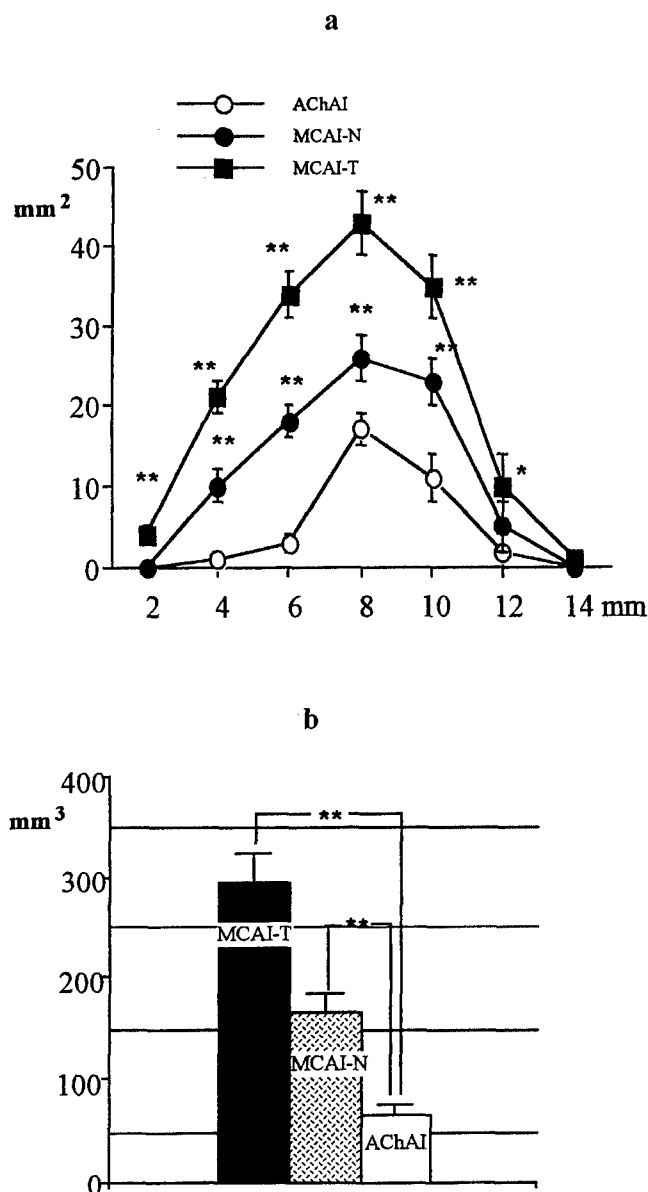 a
AChAI
MCAI-N
MCAI-T
50
mm²
40
30
20
10
0
** ** ** ** **
** ** ** ** *
2 4 6 8 10 12 14 mm
b
400
mm³
**
300
MCAI-T
**
200
MCAI-N
100
AChAI
0